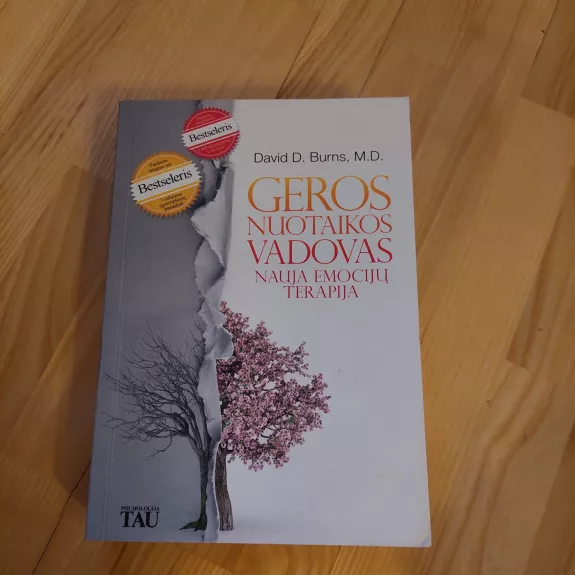 Bestseleris
David D. Burns, M.D.
Bestseleris
GEROS
NUOTAIKOS
VADOVAS
NAUJA EMOCIJŲ
TERAPIJA
PSICHOLOGIJA
TAU